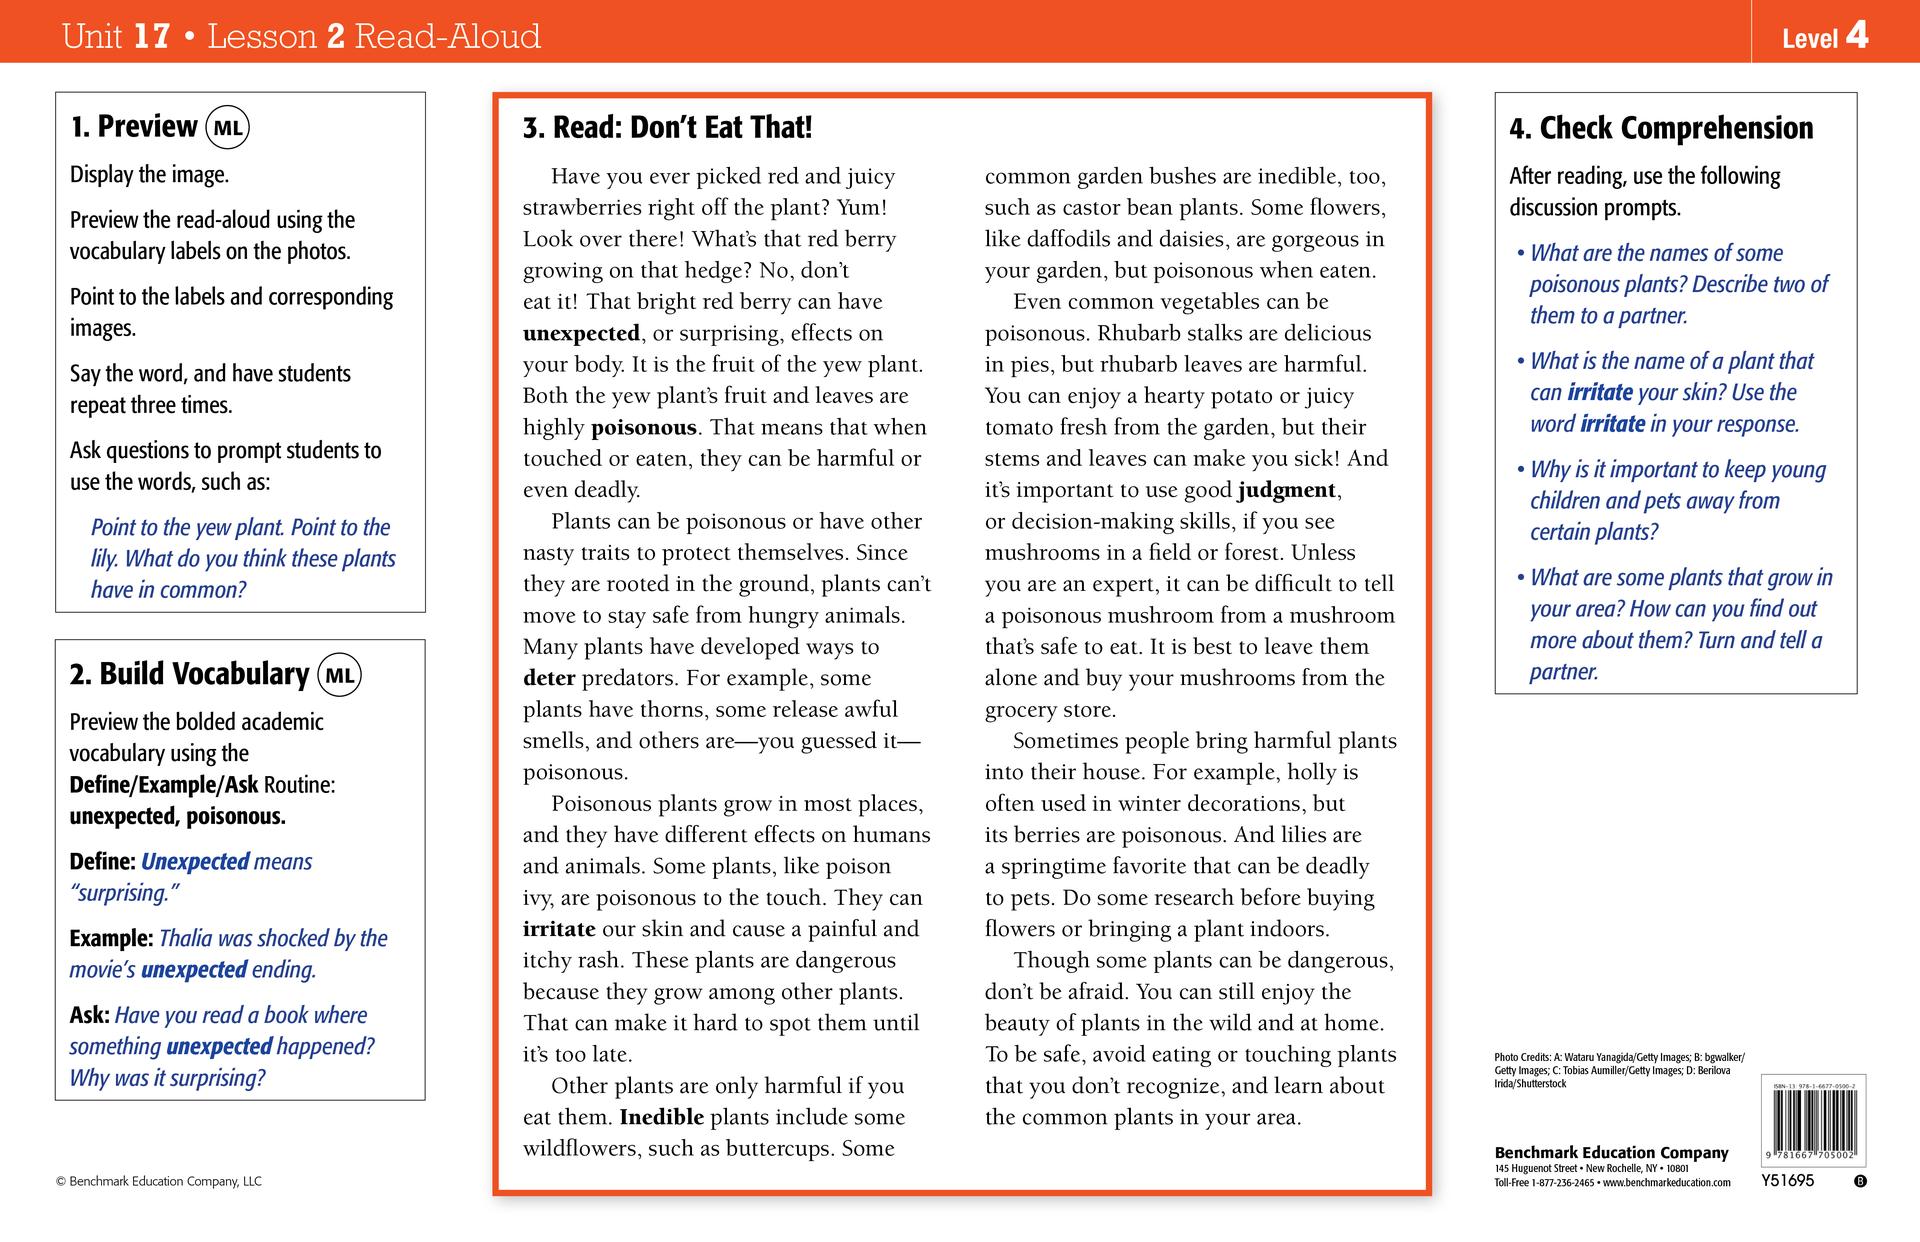 Unit 17 • Lesson 2 Read-Aloud
Level 4
1. Preview ML
Display the image.
Preview the read-aloud using the
vocabulary labels on the photos.
Point to the labels and corresponding
images.
Say the word, and have students
repeat three times.
Ask questions to prompt students to
use the words, such as:
Point to the yew plant. Point to the
lily. What do you think these plants
have in common?
2. Build Vocabulary ML
Preview the bolded academic
vocabulary using the
Define/Example/Ask Routine:
unexpected, poisonous.
Define: Unexpected means
“surprising.”
Example: Thalia was shocked by the
movie’s unexpected ending.
Ask: Have you read a book where
something unexpected happened?
Why was it surprising?
© Benchmark Education Company, LLC
3. Read: Don’t Eat That!
Have you ever picked red and juicy
strawberries right off the plant? Yum!
Look over there! What’s that red berry
growing on that hedge? No, don’t
eat it! That bright red berry can have
unexpected, or surprising, effects on
your body. It is the fruit of the yew plant.
Both the yew plant’s fruit and leaves are
highly poisonous. That means that when
touched or eaten, they can be harmful or
even deadly.
Plants can be poisonous or have other
nasty traits to protect themselves. Since
they are rooted in the ground, plants can’t
move to stay safe from hungry animals.
Many plants have developed ways to
deter predators. For example, some
plants have thorns, some release awful
smells, and others are—you guessed it—
poisonous.
Poisonous plants grow in most places,
and they have different effects on humans
and animals. Some plants, like poison
ivy, are poisonous to the touch. They can
irritate our skin and cause a painful and
itchy rash. These plants are dangerous
because they grow among other plants.
That can make it hard to spot them until
it’s too late.
Other plants are only harmful if you
eat them. Inedible plants include some
wildflowers, such as buttercups. Some
common garden bushes are inedible, too,
such as castor bean plants. Some flowers,
like daffodils and daisies, are gorgeous in
your garden, but poisonous when eaten.
Even common vegetables can be
poisonous. Rhubarb stalks are delicious
in pies, but rhubarb leaves are harmful.
You can enjoy a hearty potato or juicy
tomato fresh from the garden, but their
stems and leaves can make you sick! And
it’s important to use good judgment,
or decision-making skills, if you see
mushrooms in a field or forest. Unless
you are an expert, it can be difficult to tell
a poisonous mushroom from a mushroom
that’s safe to eat. It is best to leave them
alone and buy your mushrooms from the
grocery store.
Sometimes people bring harmful plants
into their house. For example, holly is
often used in winter decorations, but
its berries are poisonous. And lilies are
a springtime favorite that can be deadly
to pets. Do some research before buying
flowers or bringing a plant indoors.
Though some plants can be dangerous,
don’t be afraid. You can still enjoy the
beauty of plants in the wild and at home.
To be safe, avoid eating or touching plants
that you don’t recognize, and learn about
the common plants in your area.
4. Check Comprehension
After reading, use the following
discussion prompts.
• What are the names of some
poisonous plants? Describe two of
them to a partner.
• What is the name of a plant that
can irritate your skin? Use the
word irritate in your response.
• Why is it important to keep young
children and pets away from
certain plants?
• What are some plants that grow in
your area? How can you find out
more about them? Turn and tell a
partner.
Photo Credits: A: Wataru Yanagida/Getty Images; B: bgwalker/
Getty Images; C: Tobias Aumiller/Getty Images; D: Berilova
Irida/Shutterstock
Benchmark Education Company
145 Huguenot Street • New Rochelle, NY • 10801
Toll-Free 1-877-236-2465 • www.benchmarkeducation.com
ISBN-13 978-1-6677-0500-2
9 781667 705002
Y51695
B